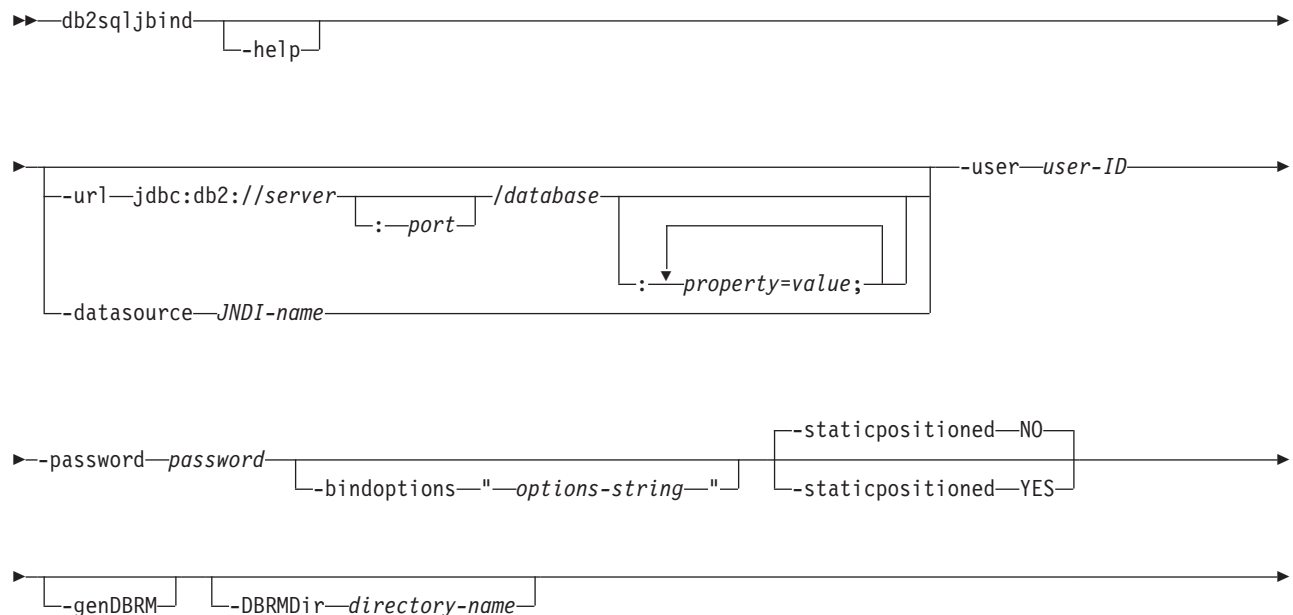 db2sqljbind
-help
-url jdbc:db2://server /database -user user-ID
: port
: property=value;
-datasource JNDI-name
-staticpositioned NO
-password password
-bindoptions " options-string " -staticpositioned YES
-genDBRM -DBRMDir directory-name